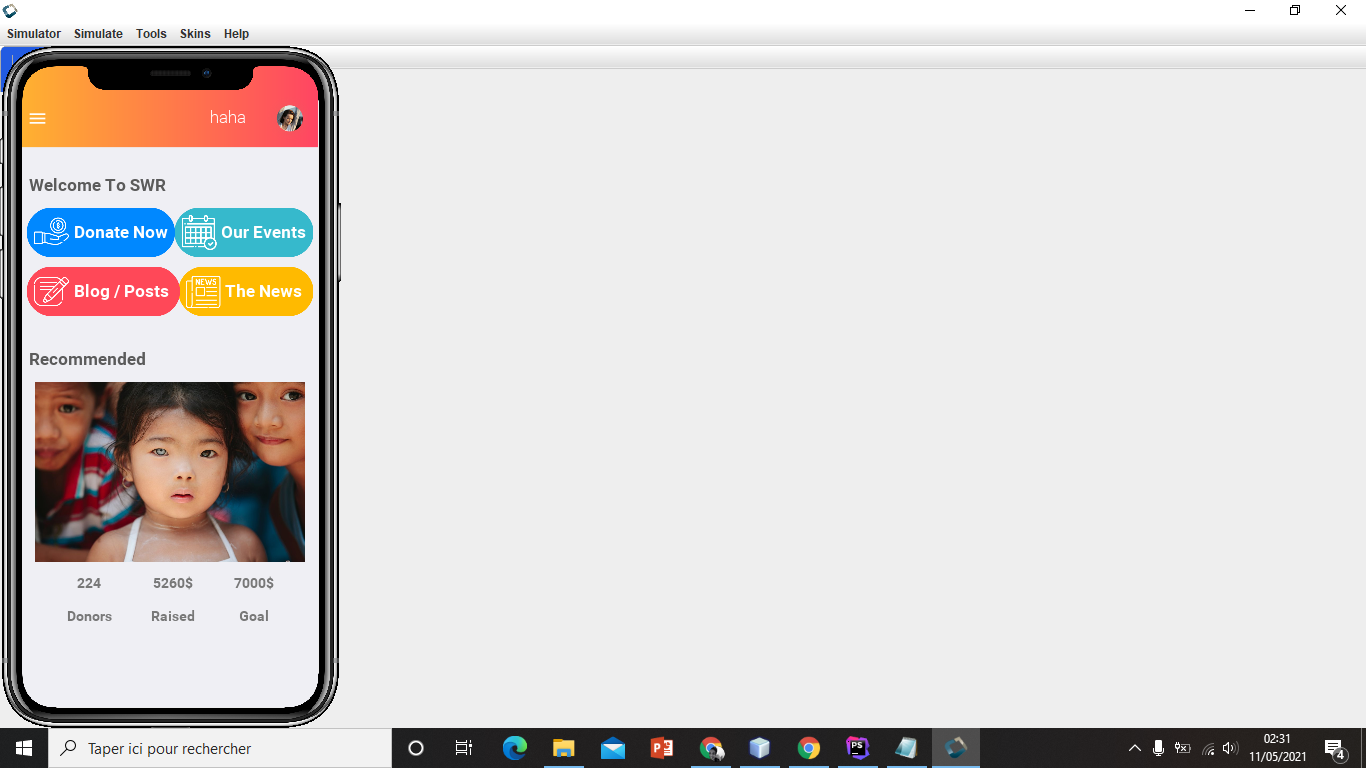 Simulator Simulate Tools Skins Help
haha
Welcome To SWR
Donate Now Our Events
Blog / Posts NEWS The News
Recommended
224 5260$ 7000$
Donors Raised Goal
Taper ici pour rechercher
P
PS
02:31
11/05/2021
4